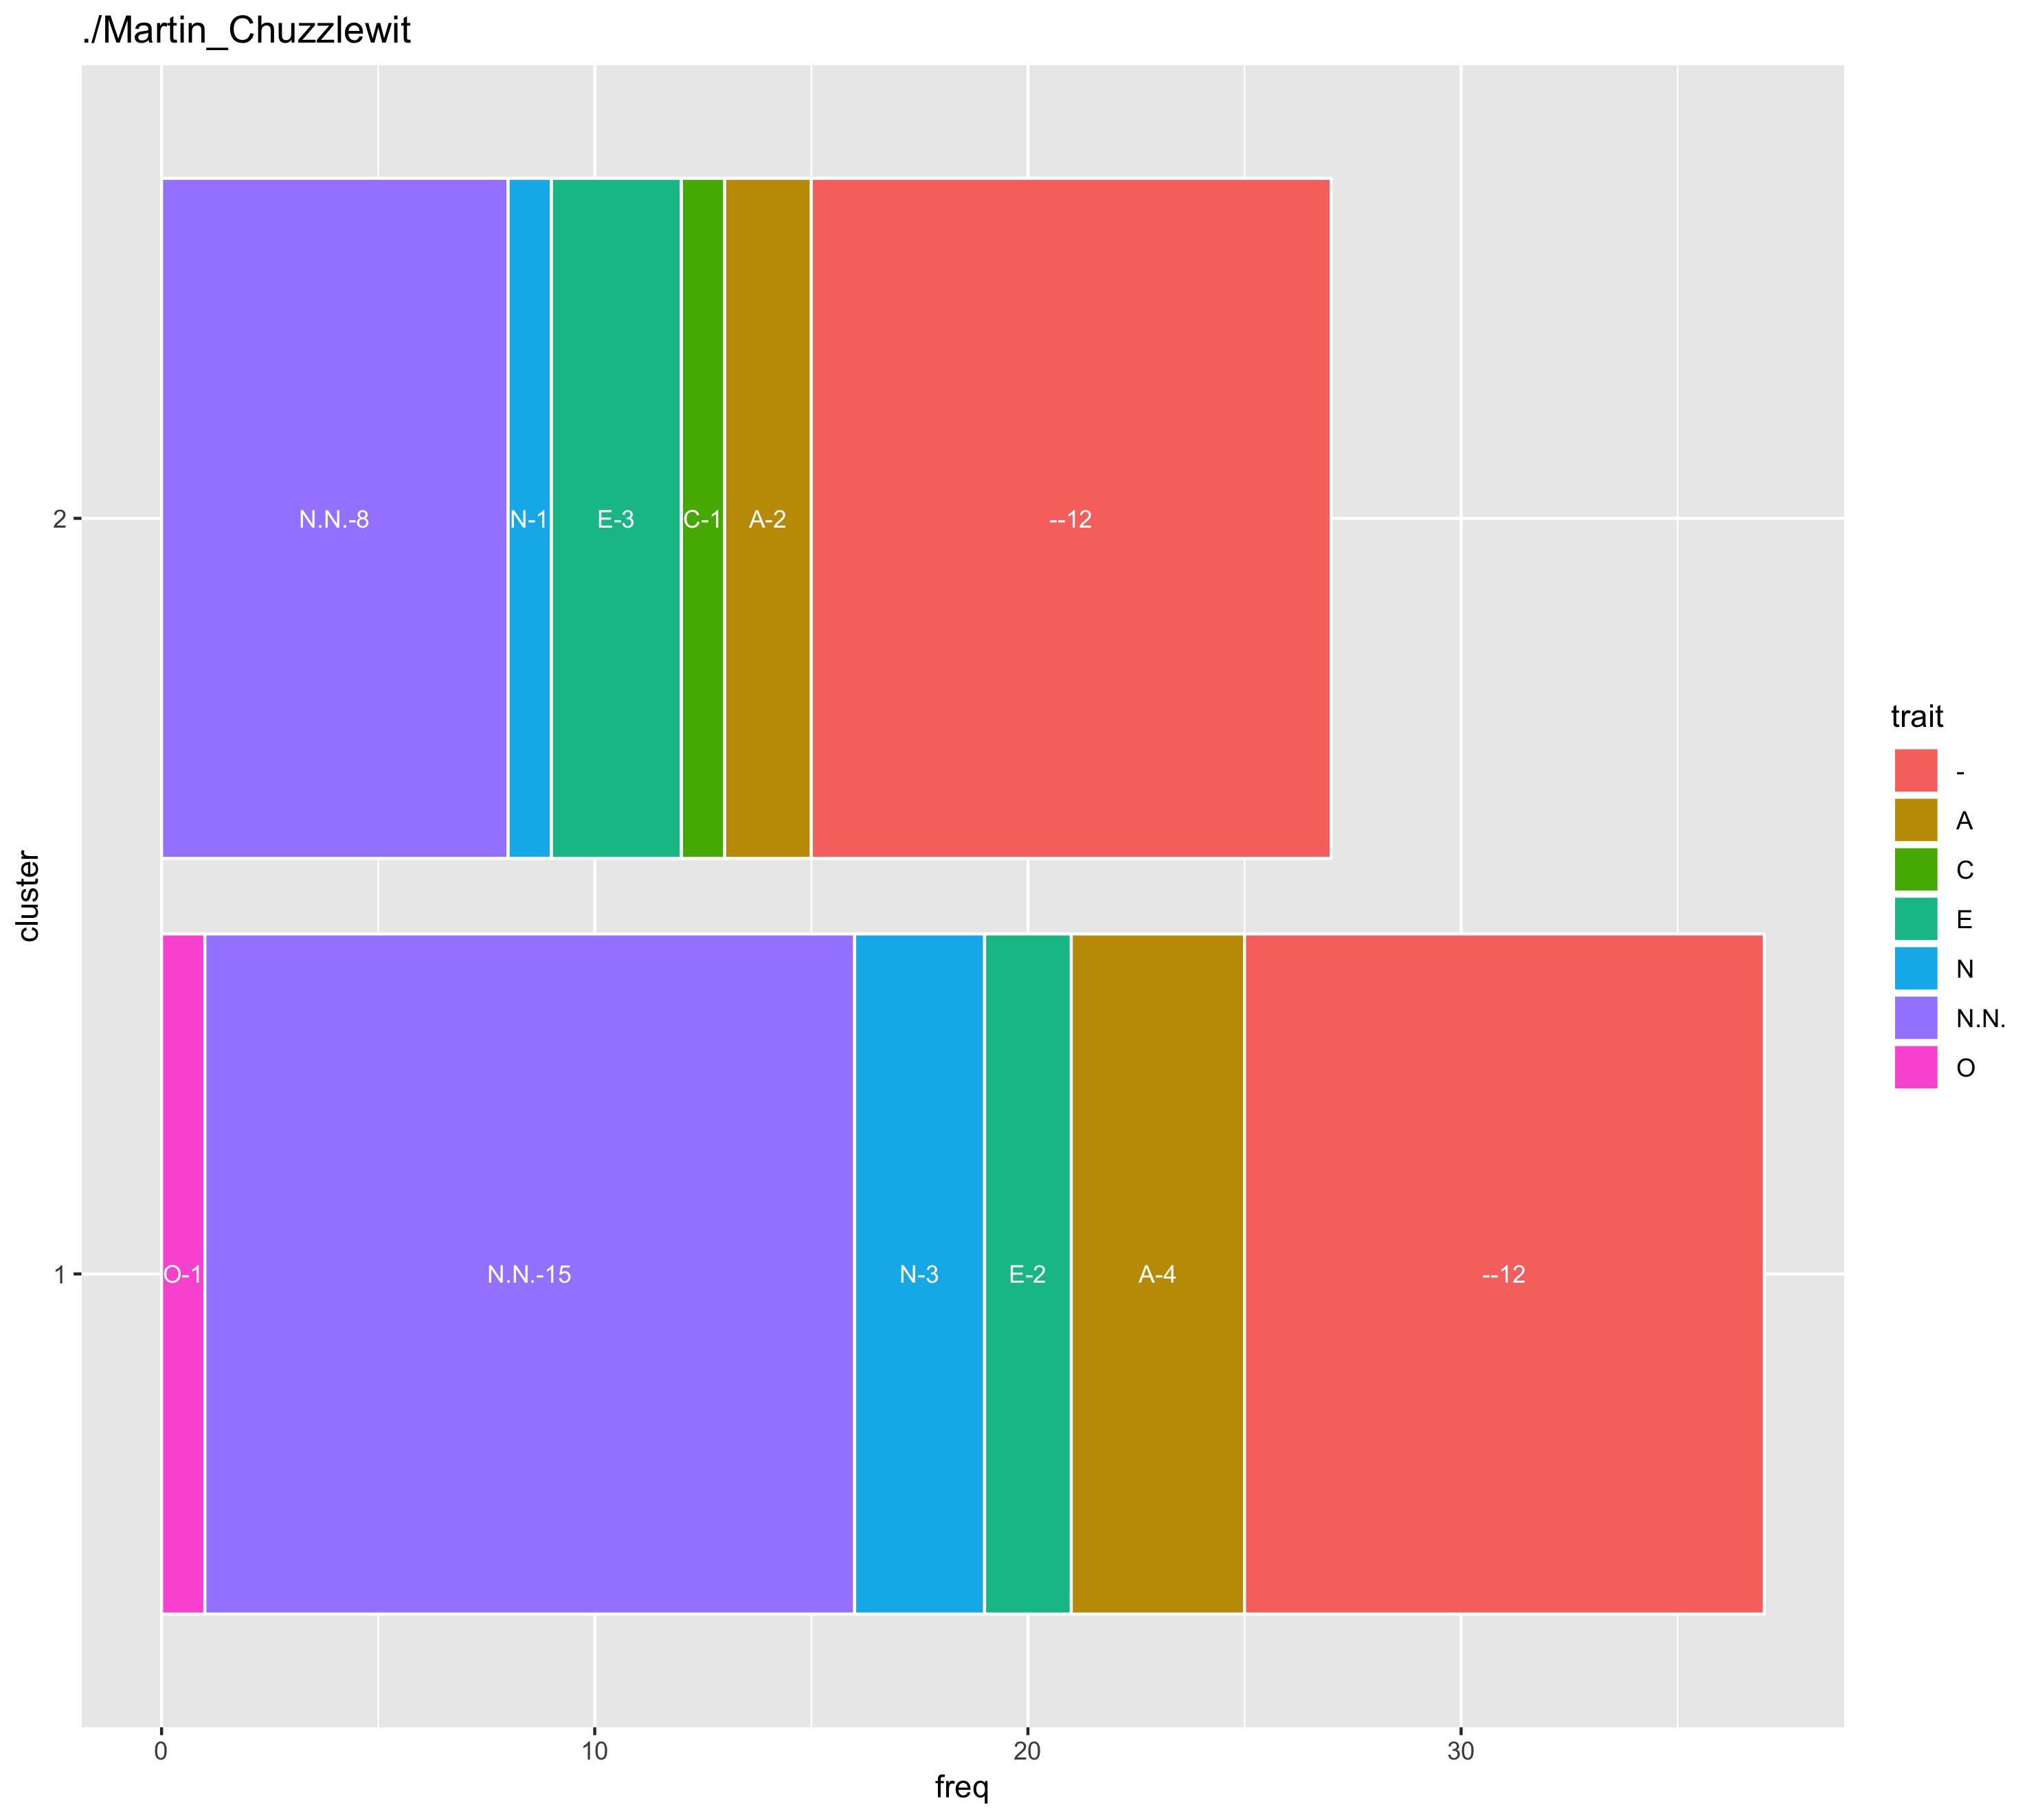 ./Martin_Chuzzlewit
2
N.N.-8 N-1 E-3 C-1 A-2 --12
cluster
1
O-1 N.N.-15 N-3 E-2 A-4 --12
0 10 20 30
freq
trait
-
A
C
E
N
N.N.
O